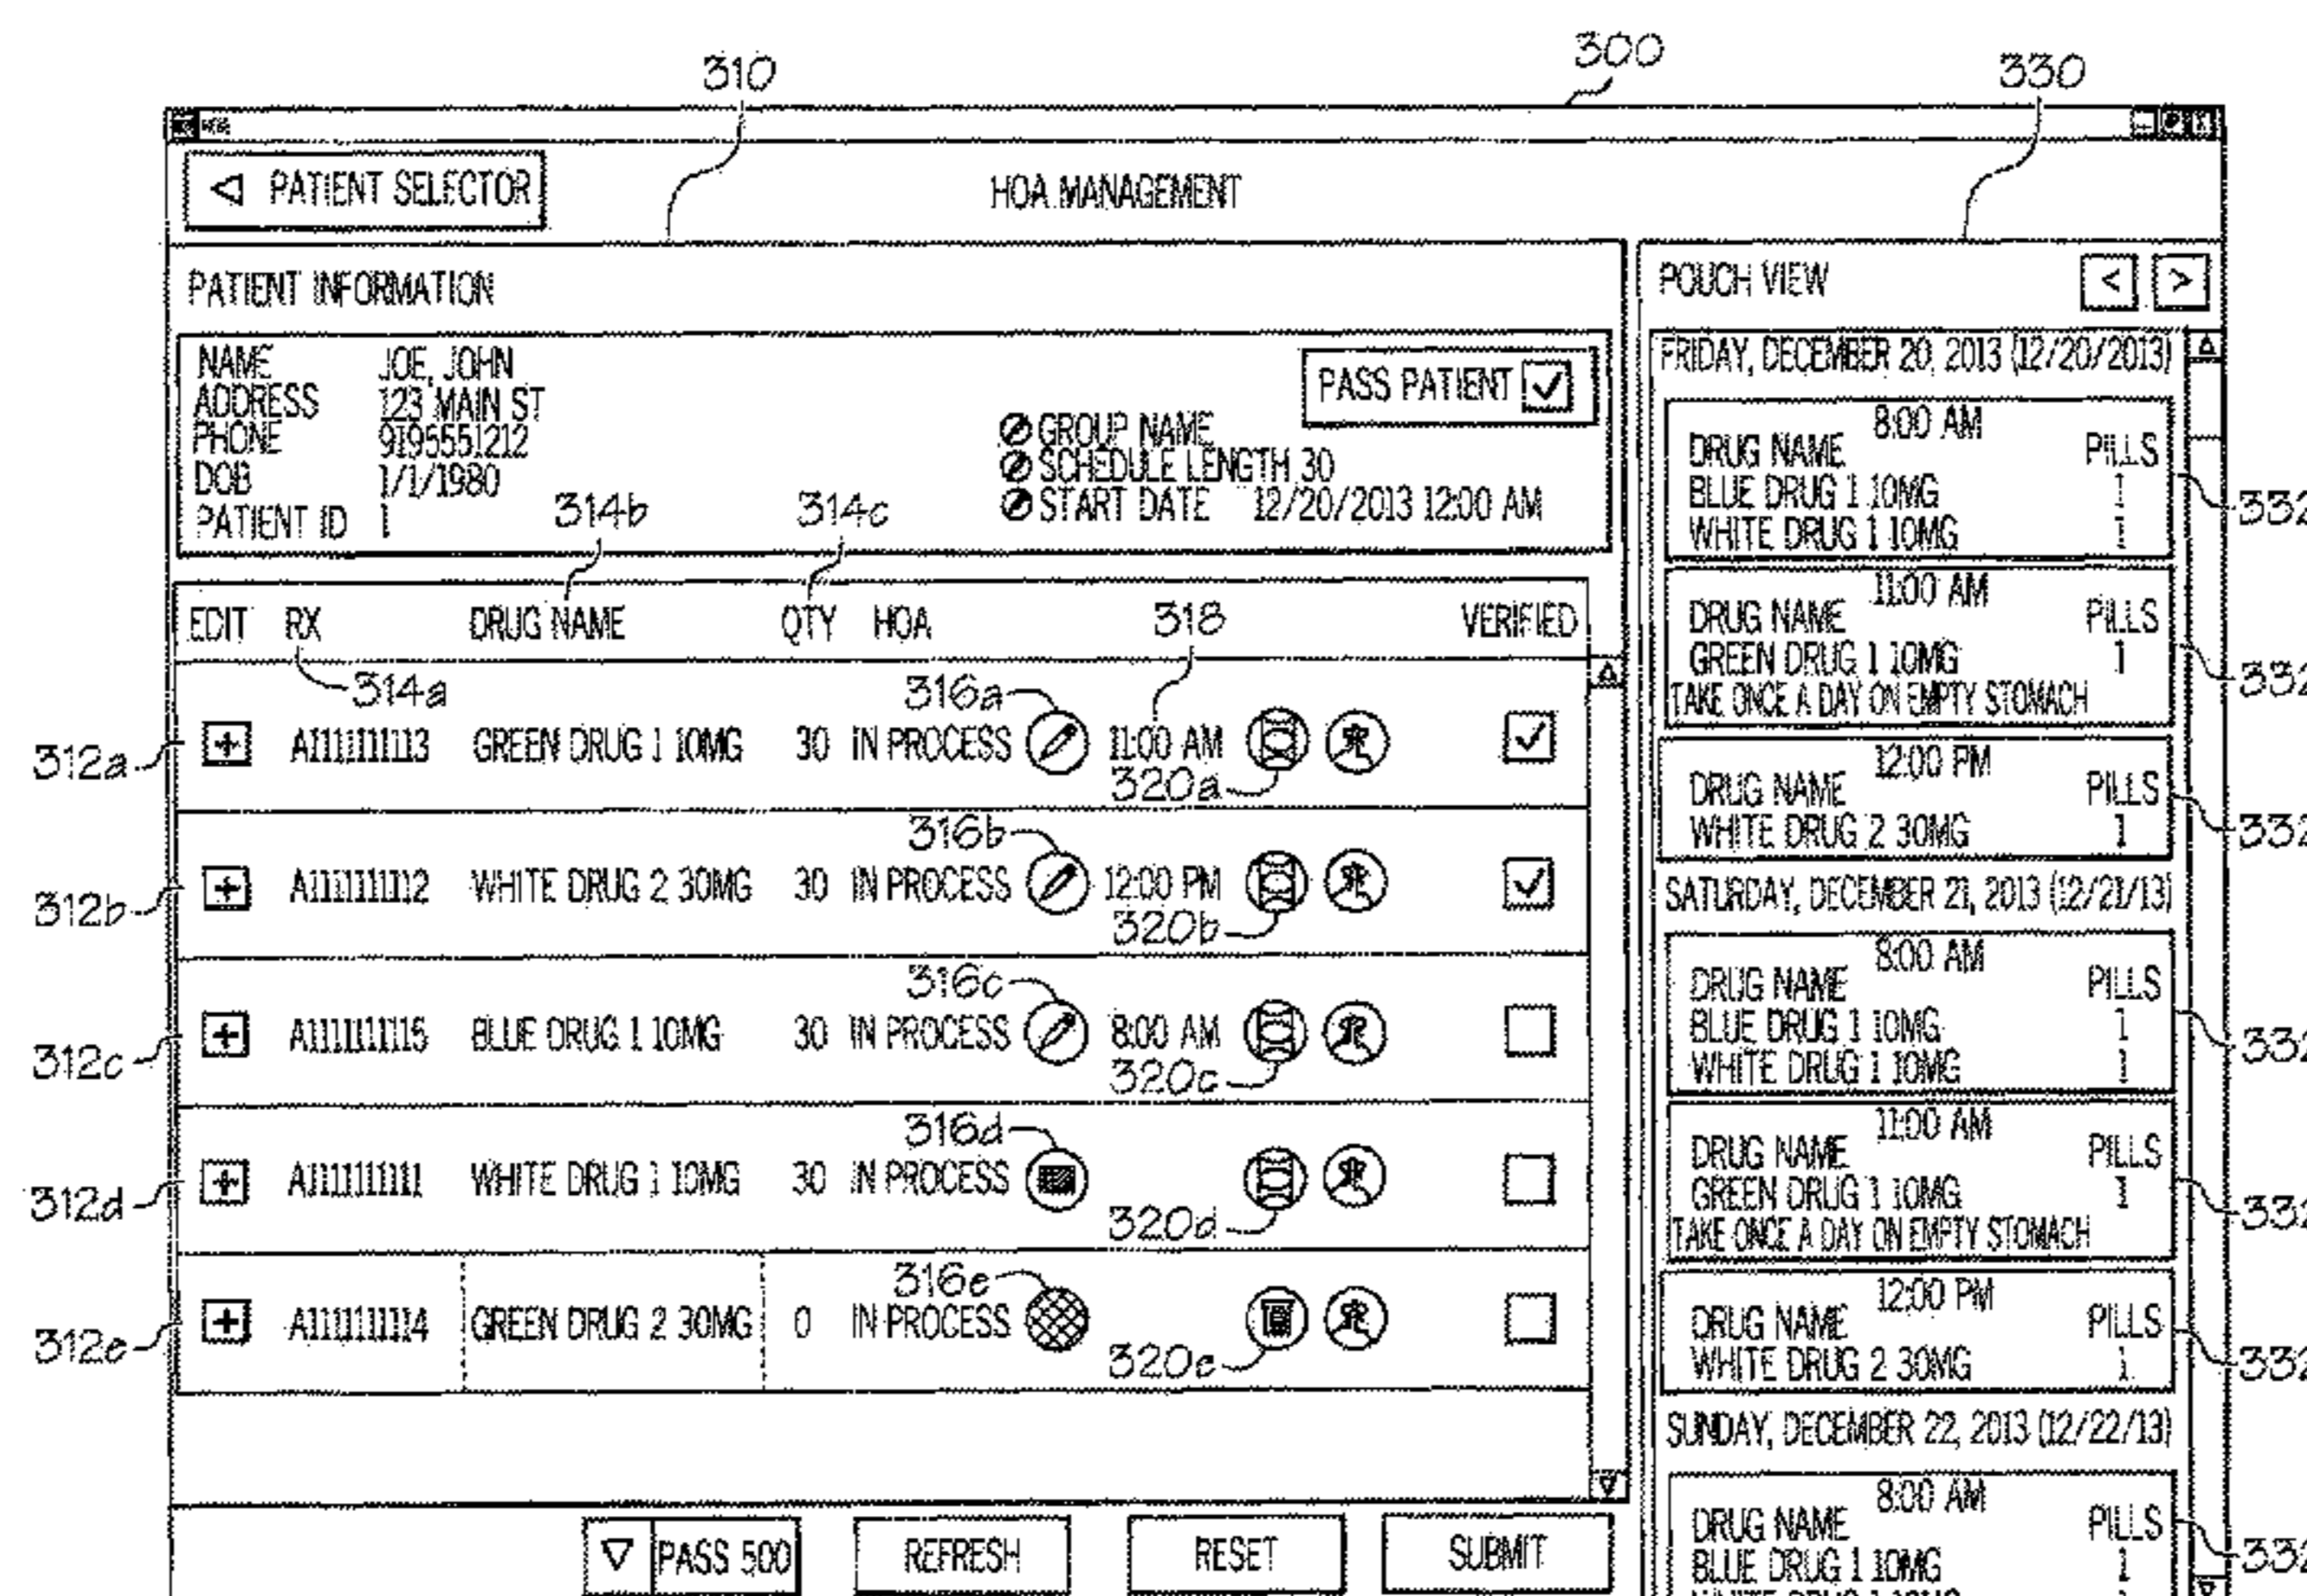 310
300
330
PATIENT SELECTOR
HOA MANAGEMENT
PATIENT INFORMATION
NAME JOE, JOHN
ADDRESS 123 MAIN ST
PHONE 9195551212
DOB 1/1/1980
PATIENT ID 1
PASS PATIENT
GROUP NAME
SCHEDULE LENGTH 30
START DATE 12/20/2013 12:00 AM
314b
314c
EDIT RX DRUG NAME QTY HOA VERIFIED
318
314a
316a
312a
A1111111113 GREEN DRUG 1 10MG 30 IN PROCESS 11:00 AM
320a
316b
312b
A1111111112 WHITE DRUG 2 30MG 30 IN PROCESS 12:00 PM
320b
316c
312c
A1111111115 BLUE DRUG 1 10MG 30 IN PROCESS 8:00 AM
320c
316d
312d
A1111111111 WHITE DRUG 1 10MG 30 IN PROCESS
320d
316e
312e
A1111111114 GREEN DRUG 2 30MG 0 IN PROCESS
320e
PASS 500
REFRESH
RESET
SUBMIT
POUCH VIEW < >
FRIDAY, DECEMBER 20, 2013 (12/20/2013)
8:00 AM
DRUG NAME PILLS
BLUE DRUG 1 10MG 1
WHITE DRUG 1 10MG 1
332
11:00 AM
DRUG NAME PILLS
GREEN DRUG 1 10MG 1
TAKE ONCE A DAY ON EMPTY STOMACH
332
12:00 PM
DRUG NAME PILLS
WHITE DRUG 2 30MG 1
332
SATURDAY, DECEMBER 21, 2013 (12/21/13)
8:00 AM
DRUG NAME PILLS
BLUE DRUG 1 10MG 1
WHITE DRUG 1 10MG 1
332
11:00 AM
DRUG NAME PILLS
GREEN DRUG 1 10MG 1
TAKE ONCE A DAY ON EMPTY STOMACH
332
12:00 PM
DRUG NAME PILLS
WHITE DRUG 2 30MG 1
332
SUNDAY, DECEMBER 22, 2013 (12/22/13)
8:00 AM
DRUG NAME PILLS
BLUE DRUG 1 10MG 1
332